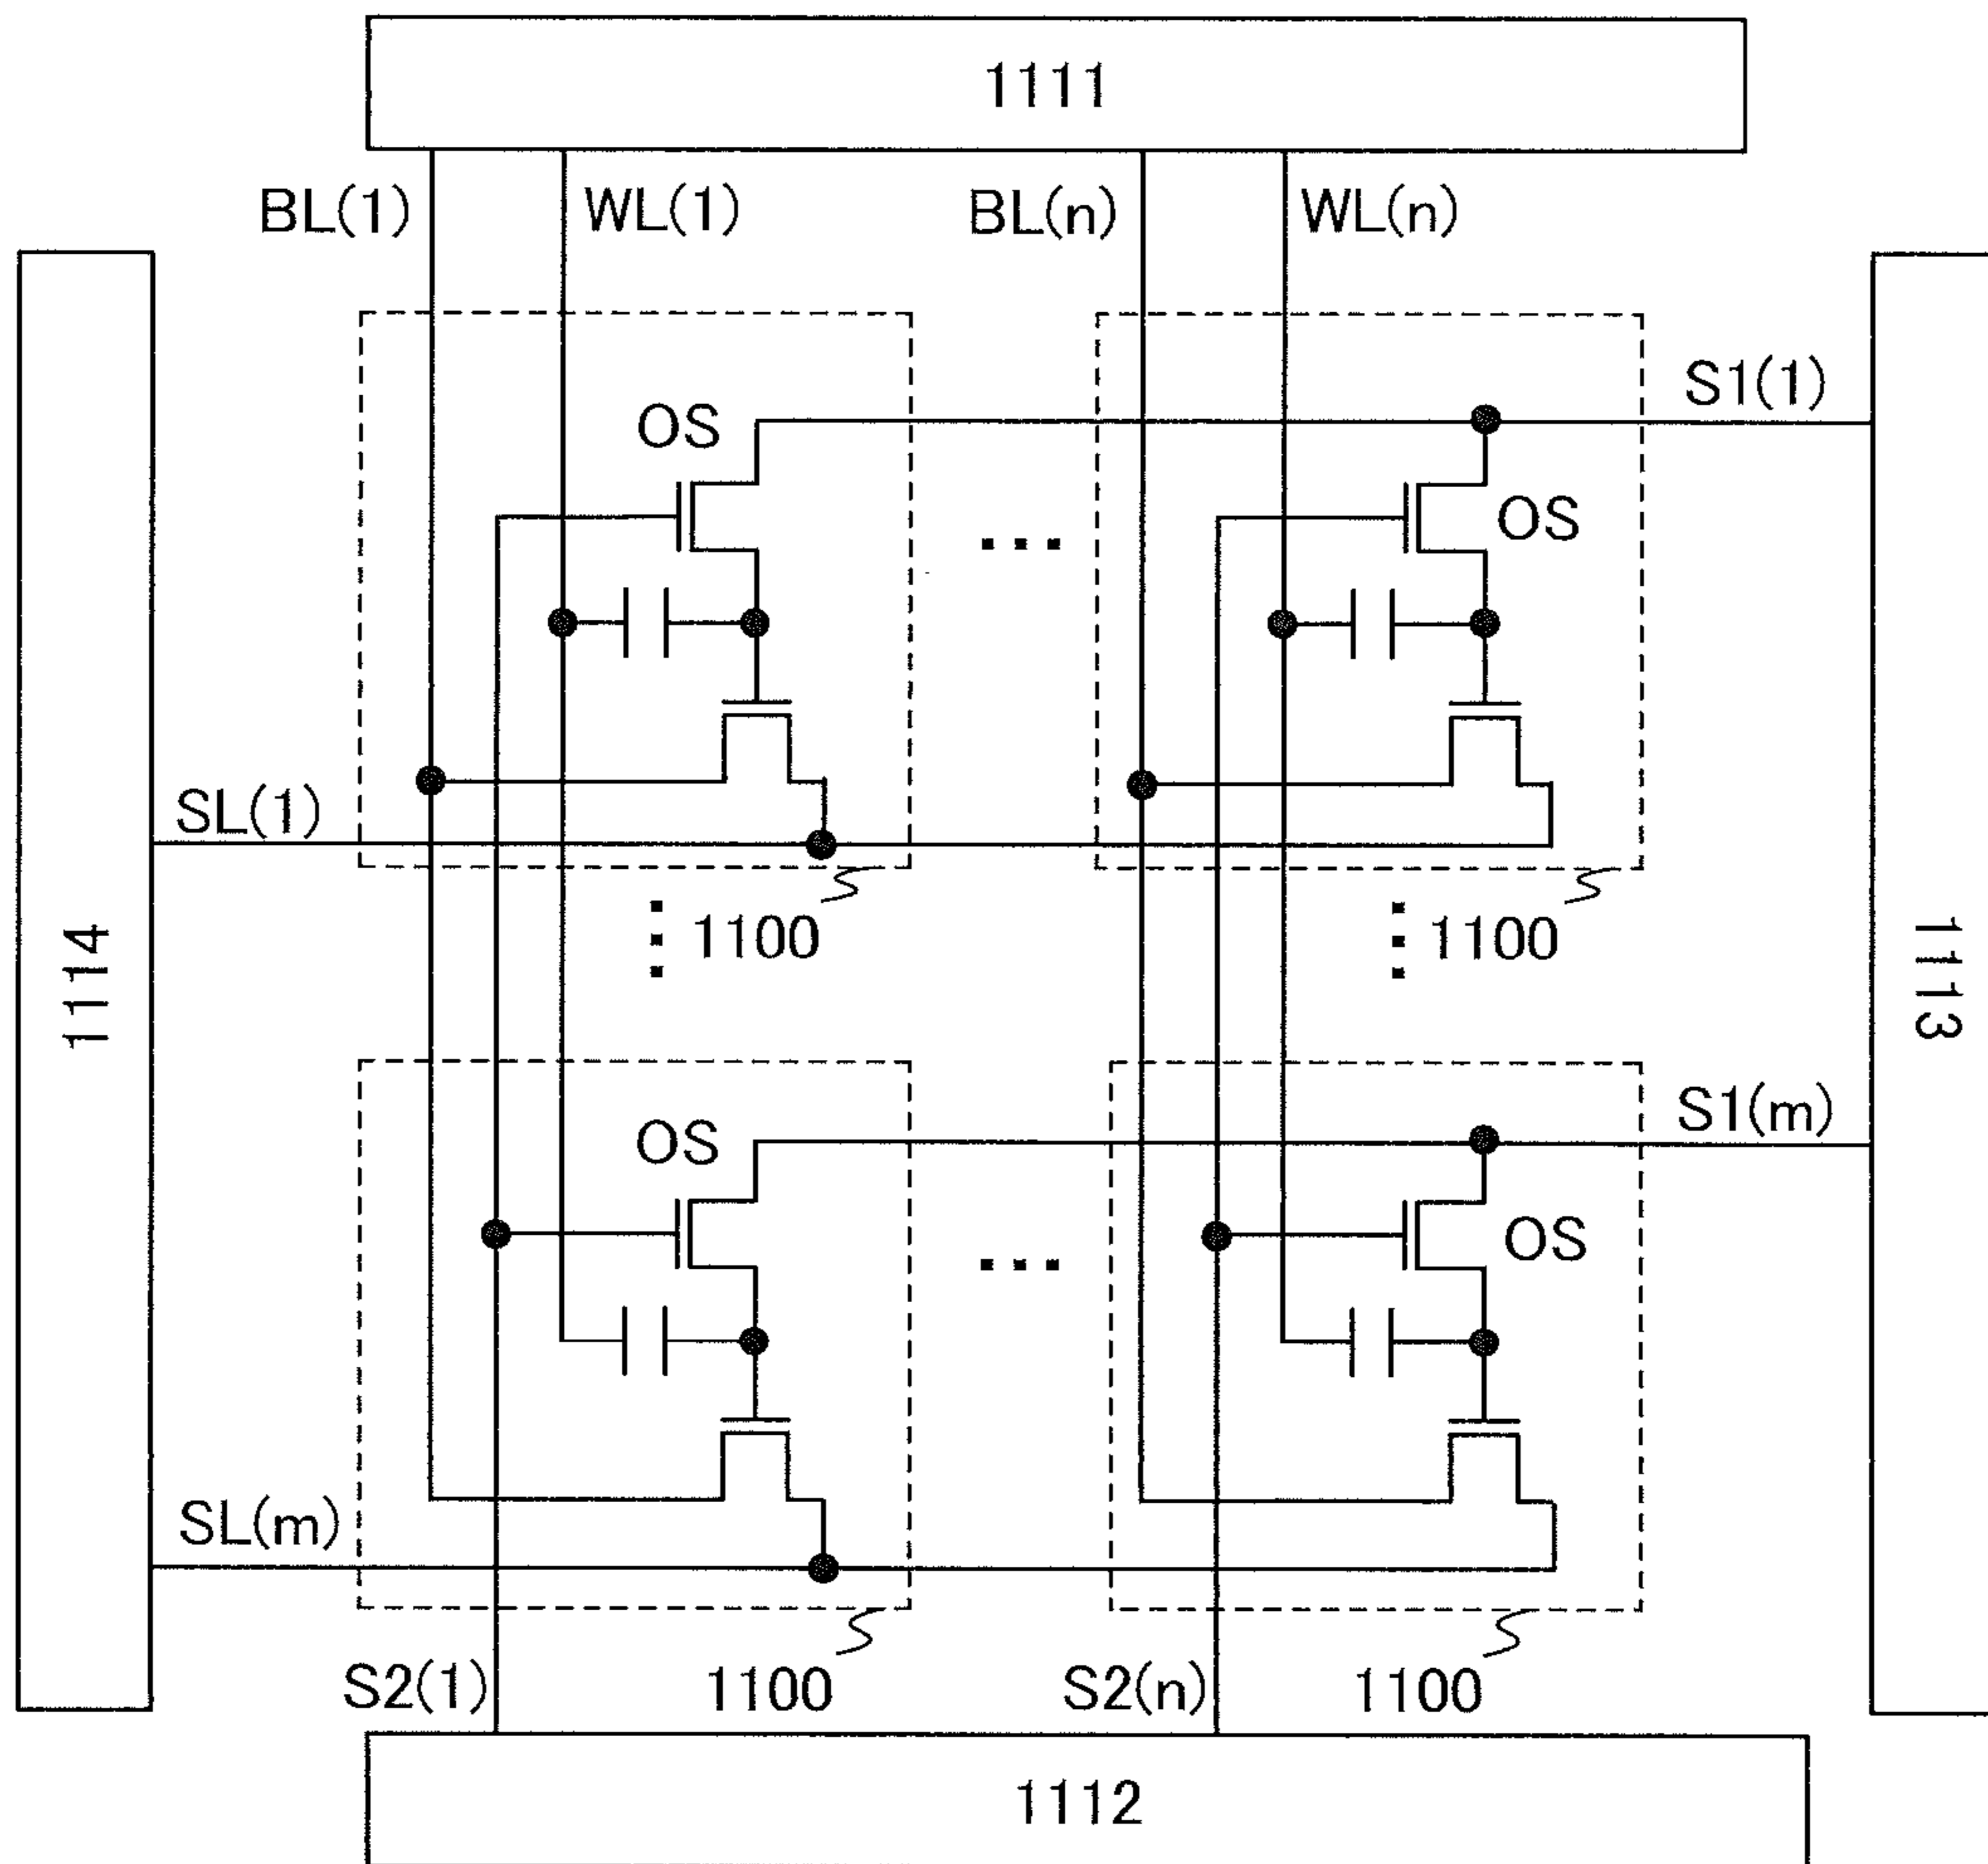 1111
BL(1)
WL(1)
BL(n)
WL(n)
S1(1)
OS
OS
SL(1)
1100
1100
1114
1113
S1(m)
OS
OS
SL(m)
S2(1)
1100
S2(n)
1100
1112